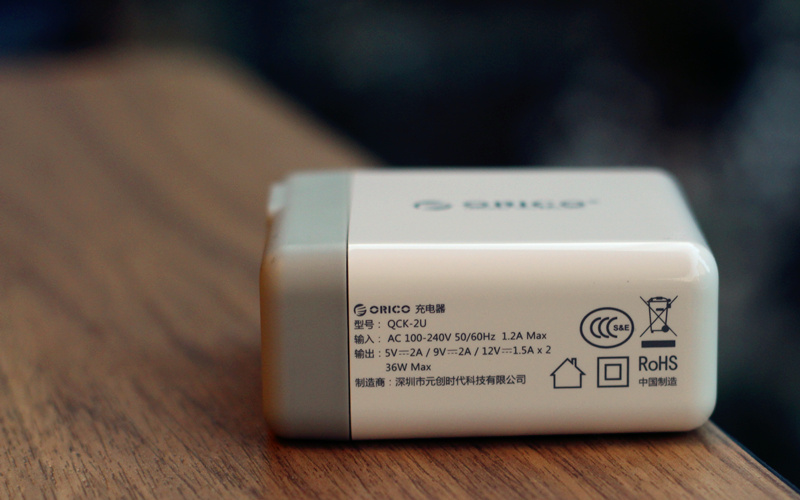 ORICO
ORICO 充电器
型号： QCK-2U
输入： AC 100-240V 50/60Hz 1.2A Max
输出：5V⎓2A / 9V⎓2A / 12V⎓1.5A x 2
36W Max
制造商：深圳市元创时代科技有限公司
CCC S&E
RoHS
中国制造